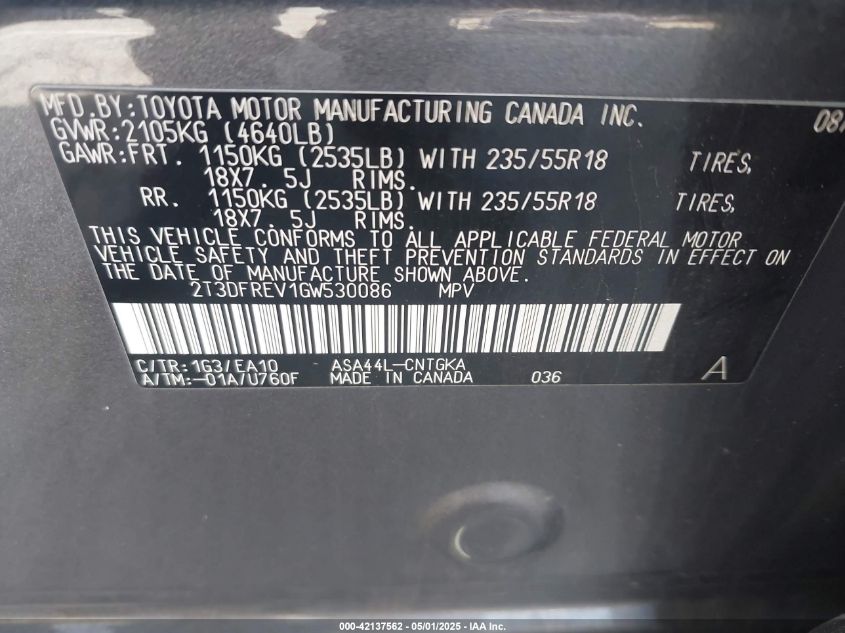 MFD.BY:TOYOTA MOTOR MANUFACTURING CANADA INC. 08/
GVWR:2105KG (4640LB)
GAWR:FRT. 1150KG (2535LB) WITH 235/55R18 TIRES,
18X7. 5J RIMS.
RR. 1150KG (2535LB) WITH 235/55R18 TIRES,
18X7. 5J RIMS.
THIS VEHICLE CONFORMS TO ALL APPLICABLE FEDERAL MOTOR
VEHICLE SAFETY AND THEFT PREVENTION STANDARDS IN EFFECT ON
THE DATE OF MANUFACTURE SHOWN ABOVE.
2T3DFREV1GW530086 MPV
C/TR:1G3/EA10 ASA44L-CNTGKA
A/TM:-01A/U760F MADE IN CANADA 036 A
000-42137562 - 05/01/2025 - IAA Inc.